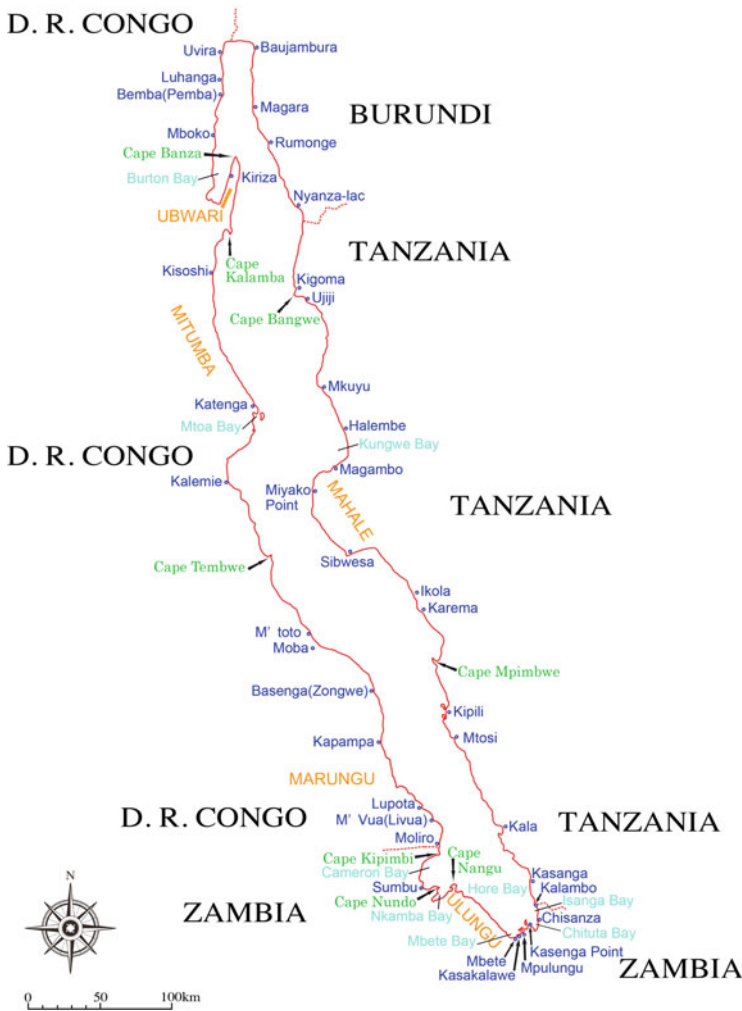 D. R. CONGO
Uvira
Baujambura
Luhanga
Bemba(Pemba)
Magara
BURUNDI
Mboko
Rumonge
Cape Banza
Burton Bay
Kiriza
UBWARI
Nyanza-lac
TANZANIA
Cape
Kalamba
Kisoshi
Kigoma
Ujiji
Cape Bangwe
MITUMBA
Mkuyu
Katenga
Mtoa Bay
Halembe
Kungwe Bay
D. R. CONGO
Magambo
Kalemie
Miyako
Point
MAHALE
TANZANIA
Sibwesa
Cape Tembwe
Ikola
Karema
M' toto
Moba
Cape Mpimbwe
Basenga(Zongwe)
Kipili
Mtosi
Kapampa
MARUNGU
Lupota
D. R. CONGO
M' Vua(Livua)
Kala
TANZANIA
Moliro
Cape Kipimbi
Cape
Nangu
Cameron Bay
Hore Bay
Kasanga
Kalambo
Sumbu
Isanga Bay
Cape Nundo
Nkamba Bay
ULUNGU
ZAMBIA
Chisanza
Chituta Bay
Mbete Bay
Kasenga Point
Mbete
Mpulungu
Kasakalawe
ZAMBIA
N
0 50 100km